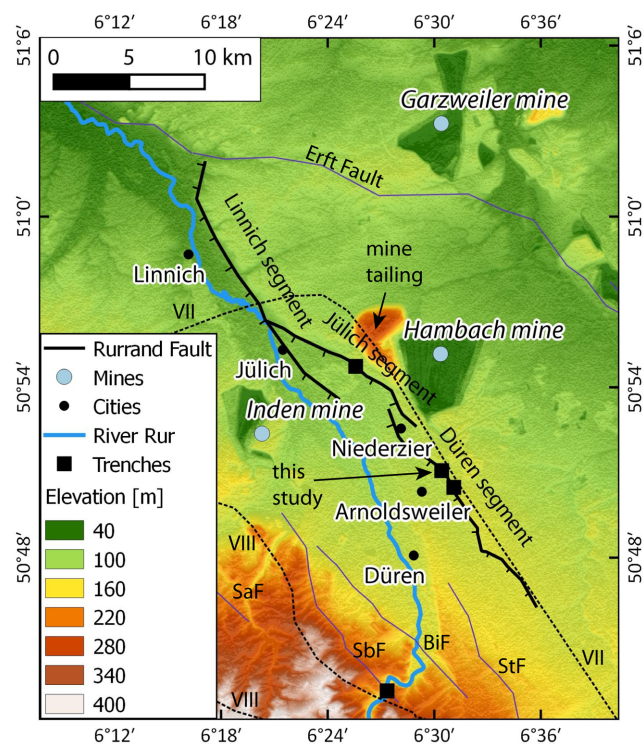 6°12' 6°18' 6°24' 6°30' 6°36'
0 5 10 km
51°6'
Garzweiler mine
Erft Fault
51°0'
51°0'
Linnich segment
mine
tailing
Linnich
VII
Hambach mine
Jülich segment
Rurrand Fault
Mines
Cities
River Rur
Trenches
Jülich
50°54'
50°54'
Inden mine
Niederzier
Düren segment
this
study
Arnoldsweiler
Elevation [m]
40
100
160
220
280
340
400
50°48'
50°48'
VIII
Düren
SaF
SbF
BiF
StF
VII
VIII
6°12' 6°18' 6°24' 6°30' 6°36'
51°6'